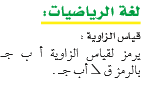 لغة الرياضيات:
قياس الزاوية :
يرمز لقياس الزاوية أ ب جـ
بالرمز ق ∠ أ ب جـ .